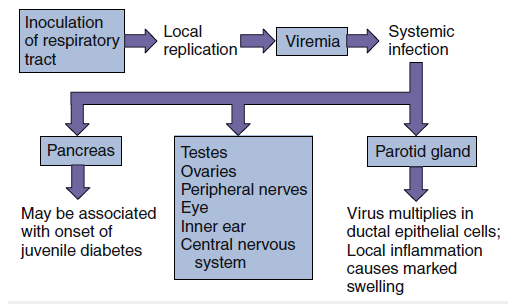 Inoculation
of respiratory
tract
Local
replication
Viremia
Systemic
infection
Pancreas
May be associated
with onset of
juvenile diabetes
Testes
Ovaries
Peripheral nerves
Eye
Inner ear
Central nervous
system
Parotid gland
Virus multiplies in
ductal epithelial cells;
Local inflammation
causes marked
swelling